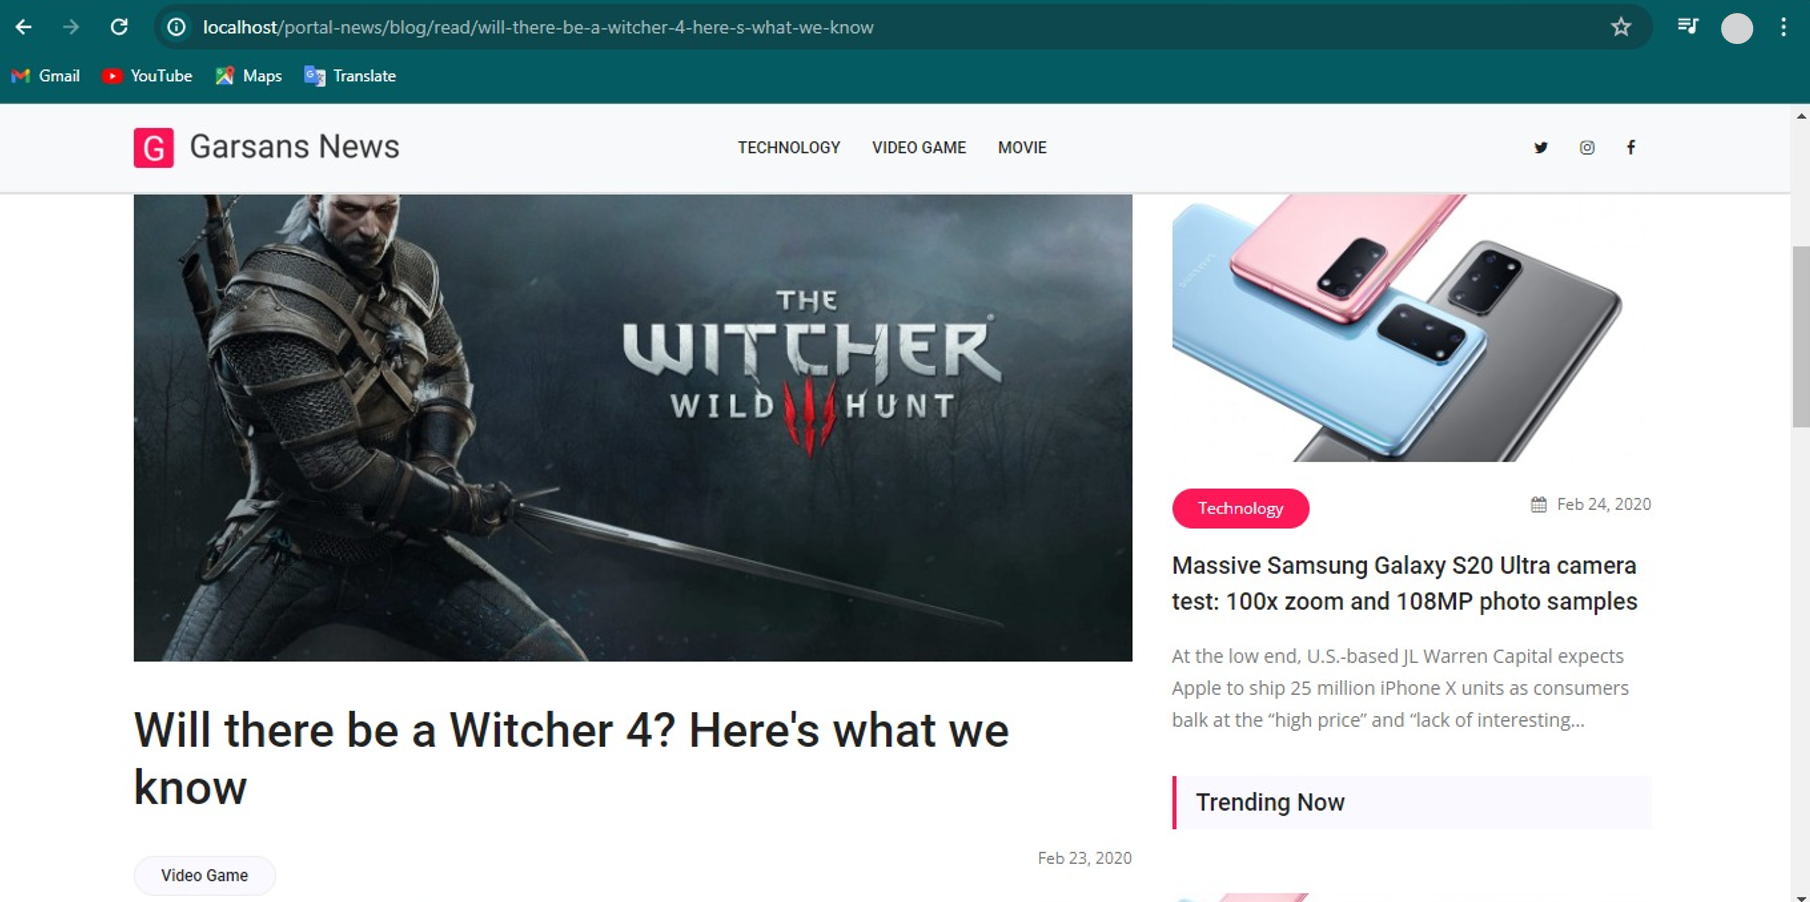 localhost/portal-news/blog/read/will-there-be-a-witcher-4-here-s-what-we-know
Gmail YouTube Maps Translate
G Garsans News TECHNOLOGY VIDEO GAME MOVIE
THE
WITCHER
WILD HUNT
Will there be a Witcher 4? Here's what we
know
Feb 23, 2020
Video Game
SAMSUNG
Technology Feb 24, 2020
Massive Samsung Galaxy S20 Ultra camera
test: 100x zoom and 108MP photo samples
At the low end, U.S.-based JL Warren Capital expects
Apple to ship 25 million iPhone X units as consumers
balk at the “high price” and “lack of interesting...
Trending Now